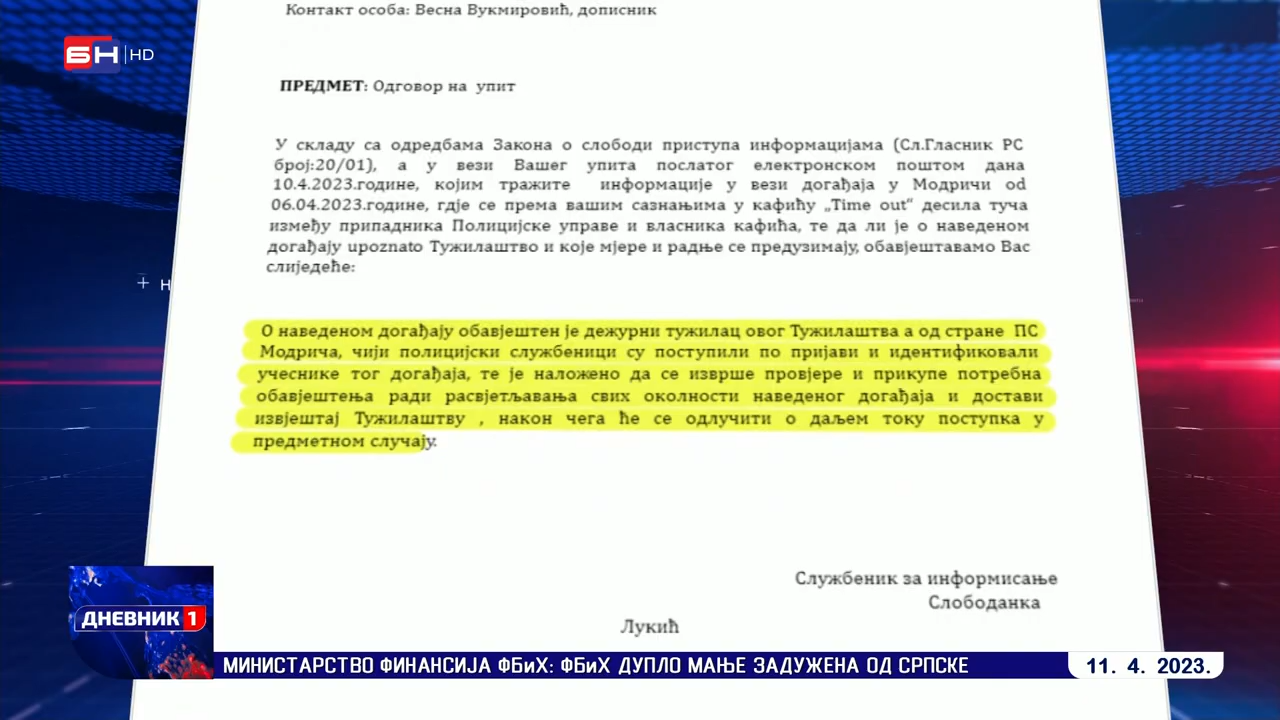 Контакт особа: Весна Вукмировић, дописник
БН HD
ПРЕДМЕТ: Одговор на упит
У складу са одредбама Закона о слободи приступа информацијама (Сл.Гласник РС
број:20/01), а у вези Вашег упита послатог електронском поштом дана
10.4.2023.године, којим тражите информације у вези догађаја у Модричи od
06.04.2023.године, гдје се према вашим сазнањима у кафићу „Time out“ десила туча
између припадника Полицијске управе и власника кафића, те да ли је о наведеном
догађају upoznato Тужилаштво и које мјере и радње се предузимају, обавјештавамо Вас
слиједеће:
Н
О наведеном догађају обавјештен је дежурни тужилац овог Тужилаштва а од стране ПС
Модрича, чији полицијски службеници су поступили по пријави и идентификовали
учеснике тог догађаја, те је наложено да се изврше провјере и прикупе потребна
обавјештења ради расвјетљавања свих околности наведеног догађаја и достави
извјештај Тужилаштву , након чега ће се одлучити о даљем току поступка у
предметном случају.
Службеник за информисање
Слободанка
Лукић
ДНЕВНИК 1
МИНИСТАРСТВО ФИНАНСИЈА ФБиХ: ФБиХ ДУПЛО МАЊЕ ЗАДУЖЕНА ОД СРПСКЕ
11. 4. 2023.